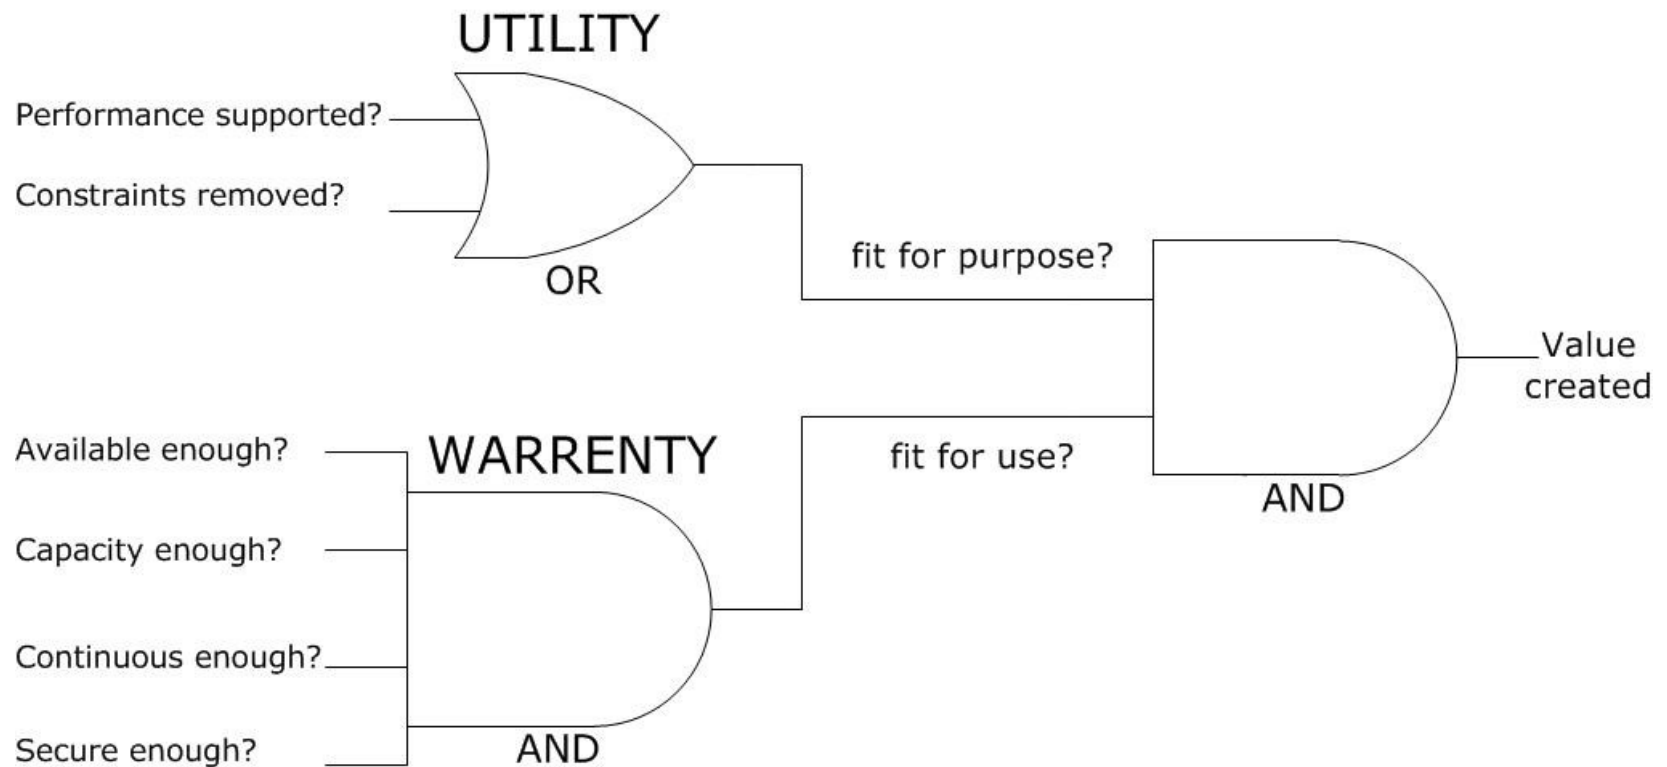 UTILITY
Performance supported?
Constraints removed?
OR
fit for purpose?
Value
created
Available enough?
WARRENTY
fit for use?
AND
Capacity enough?
Continuous enough?
Secure enough?
AND